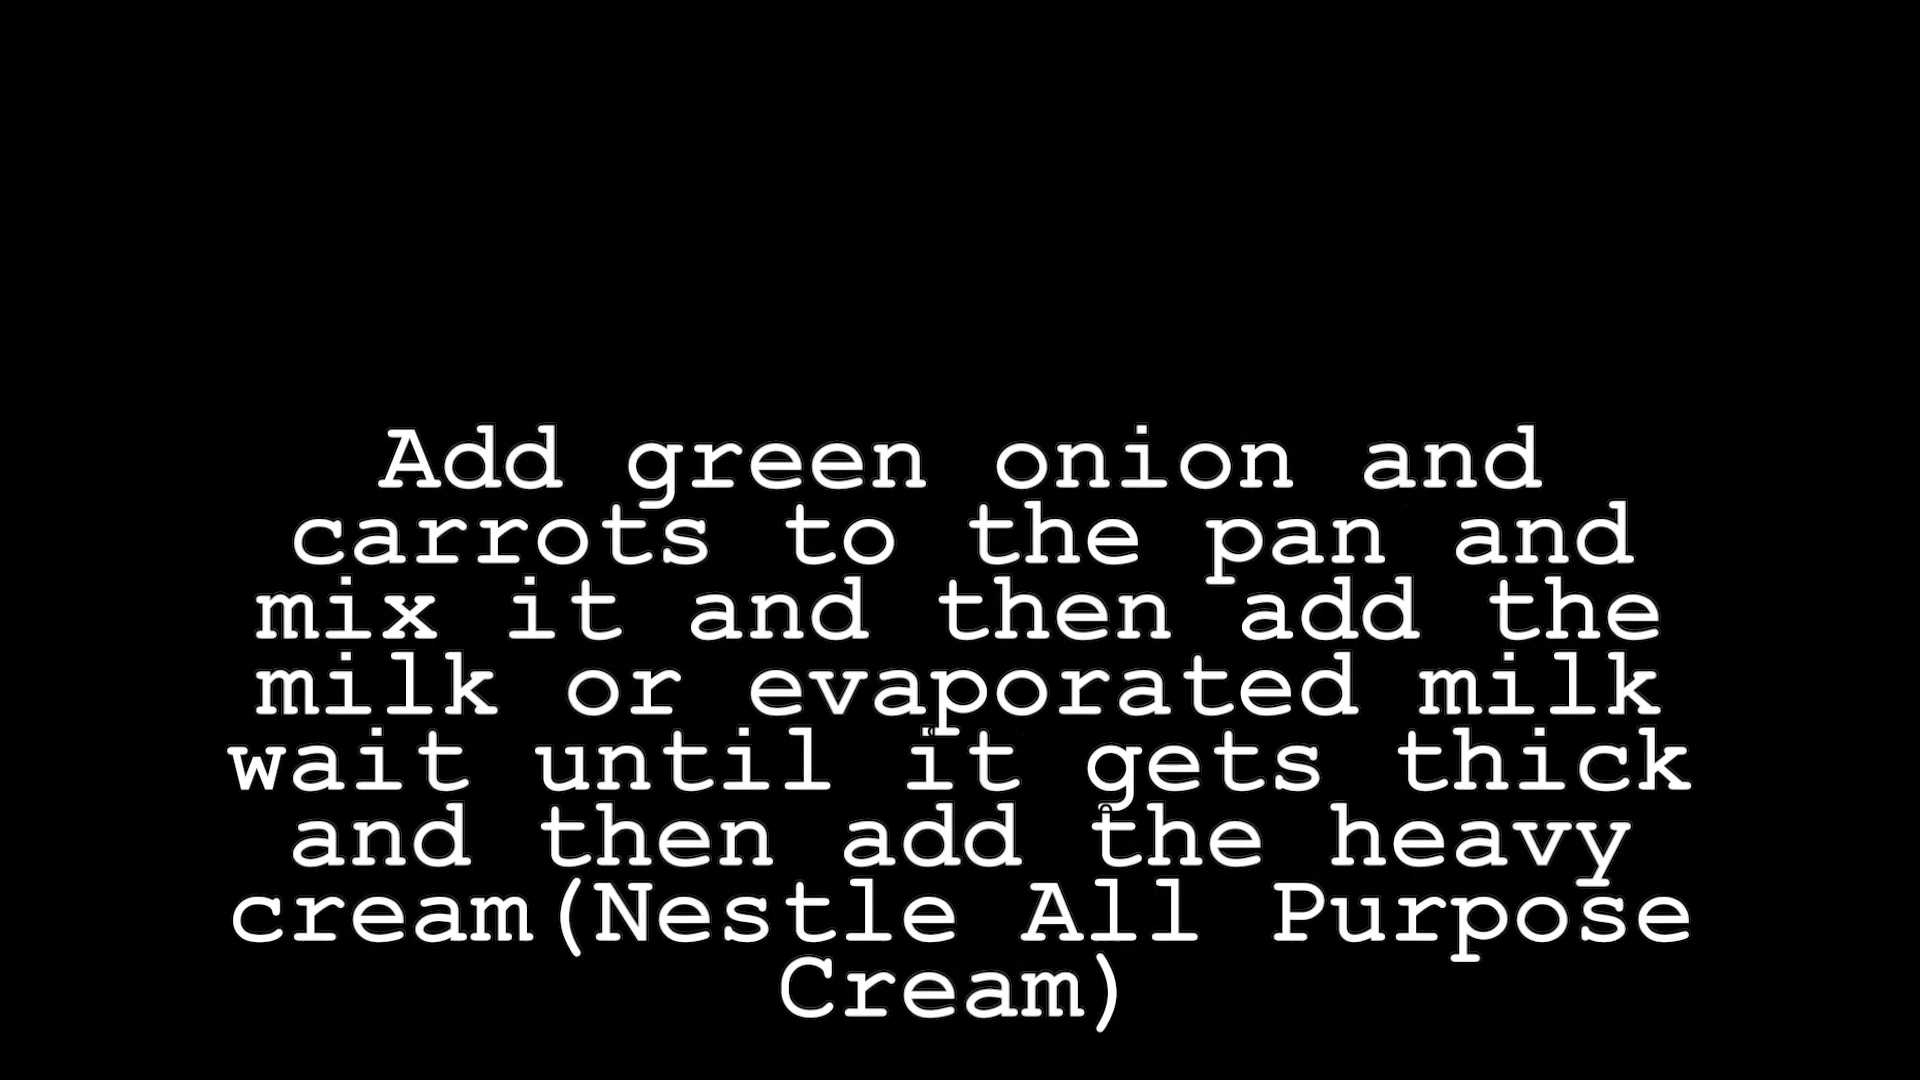 Add green onion and
carrots to the pan and
mix it and then add the
milk or evaporated milk
wait until it gets thick
and then add the heavy
cream(Nestle All Purpose
Cream)